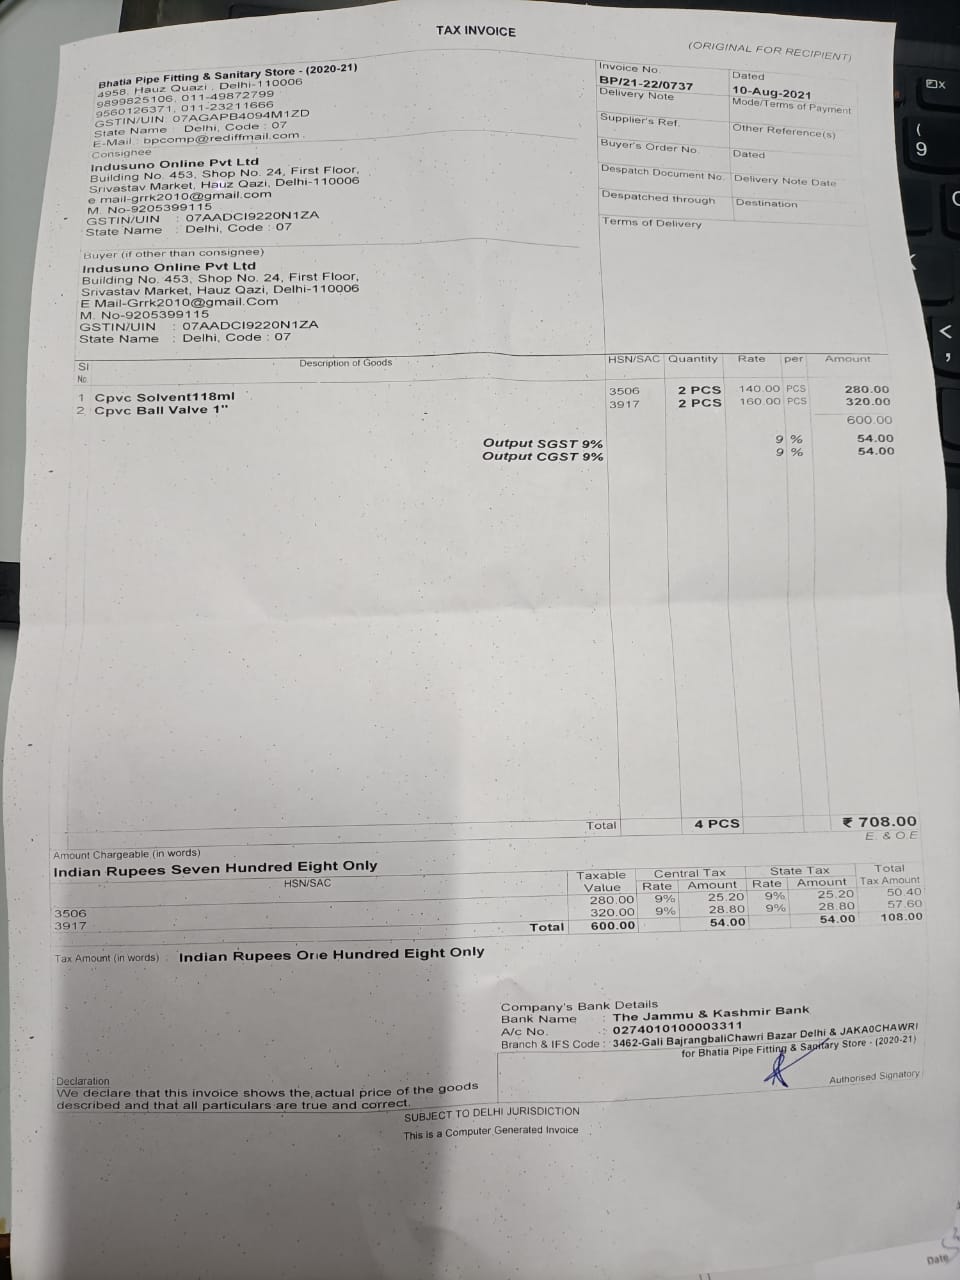 TAX INVOICE
(ORIGINAL FOR RECIPIENT)
Bhatia Pipe Fitting & Sanitary Store - (2020-21)
4958, Hauz Quazi , Delhi-110006
9899825106, 011-49872799
9560126371, 011-23211666
GSTIN/UIN 07AGAPB4094M1ZD
State Name : Delhi, Code : 07
E-Mail : bpcomp@rediffmail.com
Invoice No.
BP/21-22/0737
Dated
10-Aug-2021
Delivery Note
Mode/Terms of Payment
Supplier's Ref.
Other Reference(s)
Buyer's Order No.
Dated
Despatch Document No.
Delivery Note Date
Despatched through
Destination
Terms of Delivery
Consignee
Indusuno Online Pvt Ltd
Building No. 453, Shop No. 24, First Floor,
Srivastav Market, Hauz Qazi, Delhi-110006
e mail-grrk2010@gmail.com
M. No-9205399115
GSTIN/UIN : 07AADCI9220N1ZA
State Name : Delhi, Code : 07
Buyer (if other than consignee)
Indusuno Online Pvt Ltd
Building No. 453, Shop No. 24, First Floor,
Srivastav Market, Hauz Qazi, Delhi-110006
E Mail-Grrk2010@gmail.Com
M. No-9205399115
GSTIN/UIN : 07AADCI9220N1ZA
State Name : Delhi, Code : 07
Sl No. Description of Goods HSN/SAC Quantity Rate per Amount
1 Cpvc Solvent118ml 3506 2 PCS 140.00 PCS 280.00
2 Cpvc Ball Valve 1" 3917 2 PCS 160.00 PCS 320.00
600.00
Output SGST 9% 9 % 54.00
Output CGST 9% 9 % 54.00
Total 4 PCS ₹ 708.00
Amount Chargeable (in words) E. & O.E
Indian Rupees Seven Hundred Eight Only
HSN/SAC Taxable Value Central Tax Rate Amount State Tax Rate Amount Total Tax Amount
3506 280.00 9% 25.20 9% 25.20 50.40
3917 320.00 9% 28.80 9% 28.80 57.60
Total 600.00 54.00 54.00 108.00
Tax Amount (in words) : Indian Rupees One Hundred Eight Only
Company's Bank Details
Bank Name : The Jammu & Kashmir Bank
A/c No. : 0274010100003311
Branch & IFS Code : 3462-Gali BajrangbaliChawri Bazar Delhi & JAKA0CHAWRI
for Bhatia Pipe Fitting & Sanitary Store - (2020-21)
Authorised Signatory
Declaration
We declare that this invoice shows the actual price of the goods
described and that all particulars are true and correct.
SUBJECT TO DELHI JURISDICTION
This is a Computer Generated Invoice
Date
(
9
K
<
,